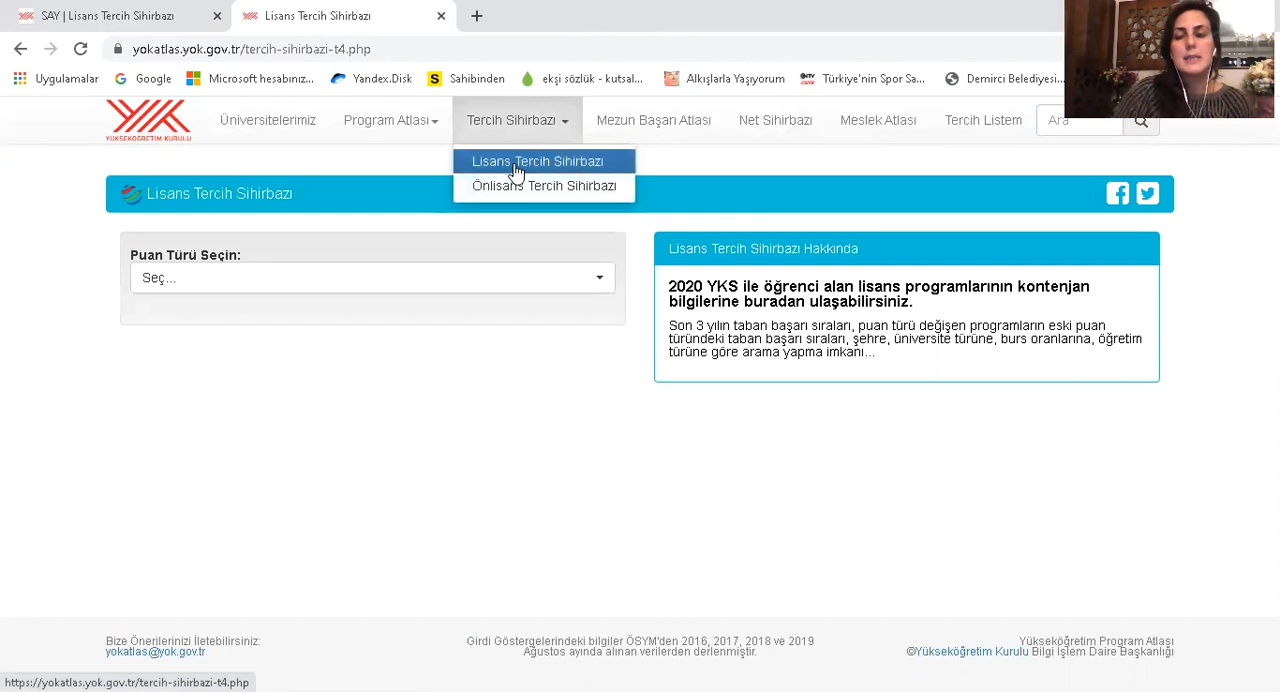 SAY | Lisans Tercih Sihirbazı
Lisans Tercih Sihirbazı
yokatlas.yok.gov.tr/tercih-sihirbazi-t4.php
Uygulamalar
Google
Microsoft hesabınız...
Yandex.Disk
S Sahibinden
ekşi sözlük - kutsal...
Alkışlarla Yaşıyorum
Türkiye'nin Spor Sa...
Demirci Belediyesi...
YÜKSEKÖĞRETİM KURULU
Üniversitelerimiz
Program Atlası
Tercih Sihirbazı
Mezun Başarı Atlası
Net Sihirbazı
Meslek Atlası
Tercih Listem
Ara
Lisans Tercih Sihirbazı
Önlisans Tercih Sihirbazı
Lisans Tercih Sihirbazı
Puan Türü Seçin:
Seç...
Lisans Tercih Sihirbazı Hakkında
2020 YKS ile öğrenci alan lisans programlarının kontenjan
bilgilerine buradan ulaşabilirsiniz.
Son 3 yılın taban başarı sıraları, puan türü değişen programların eski puan
türündeki taban başarı sıraları, şehre, üniversite türüne, burs oranlarına, öğretim
türüne göre arama yapma imkanı...
Bize Önerilerinizi İletebilirsiniz:
yokatlas@yok.gov.tr
Girdi Göstergelerindeki bilgiler ÖSYM'den 2016, 2017, 2018 ve 2019
Ağustos ayında alınan verilerden derlenmiştir.
Yükseköğretim Program Atlası
©Yükseköğretim Kurulu Bilgi İşlem Daire Başkanlığı
https://yokatlas.yok.gov.tr/tercih-sihirbazi-t4.php